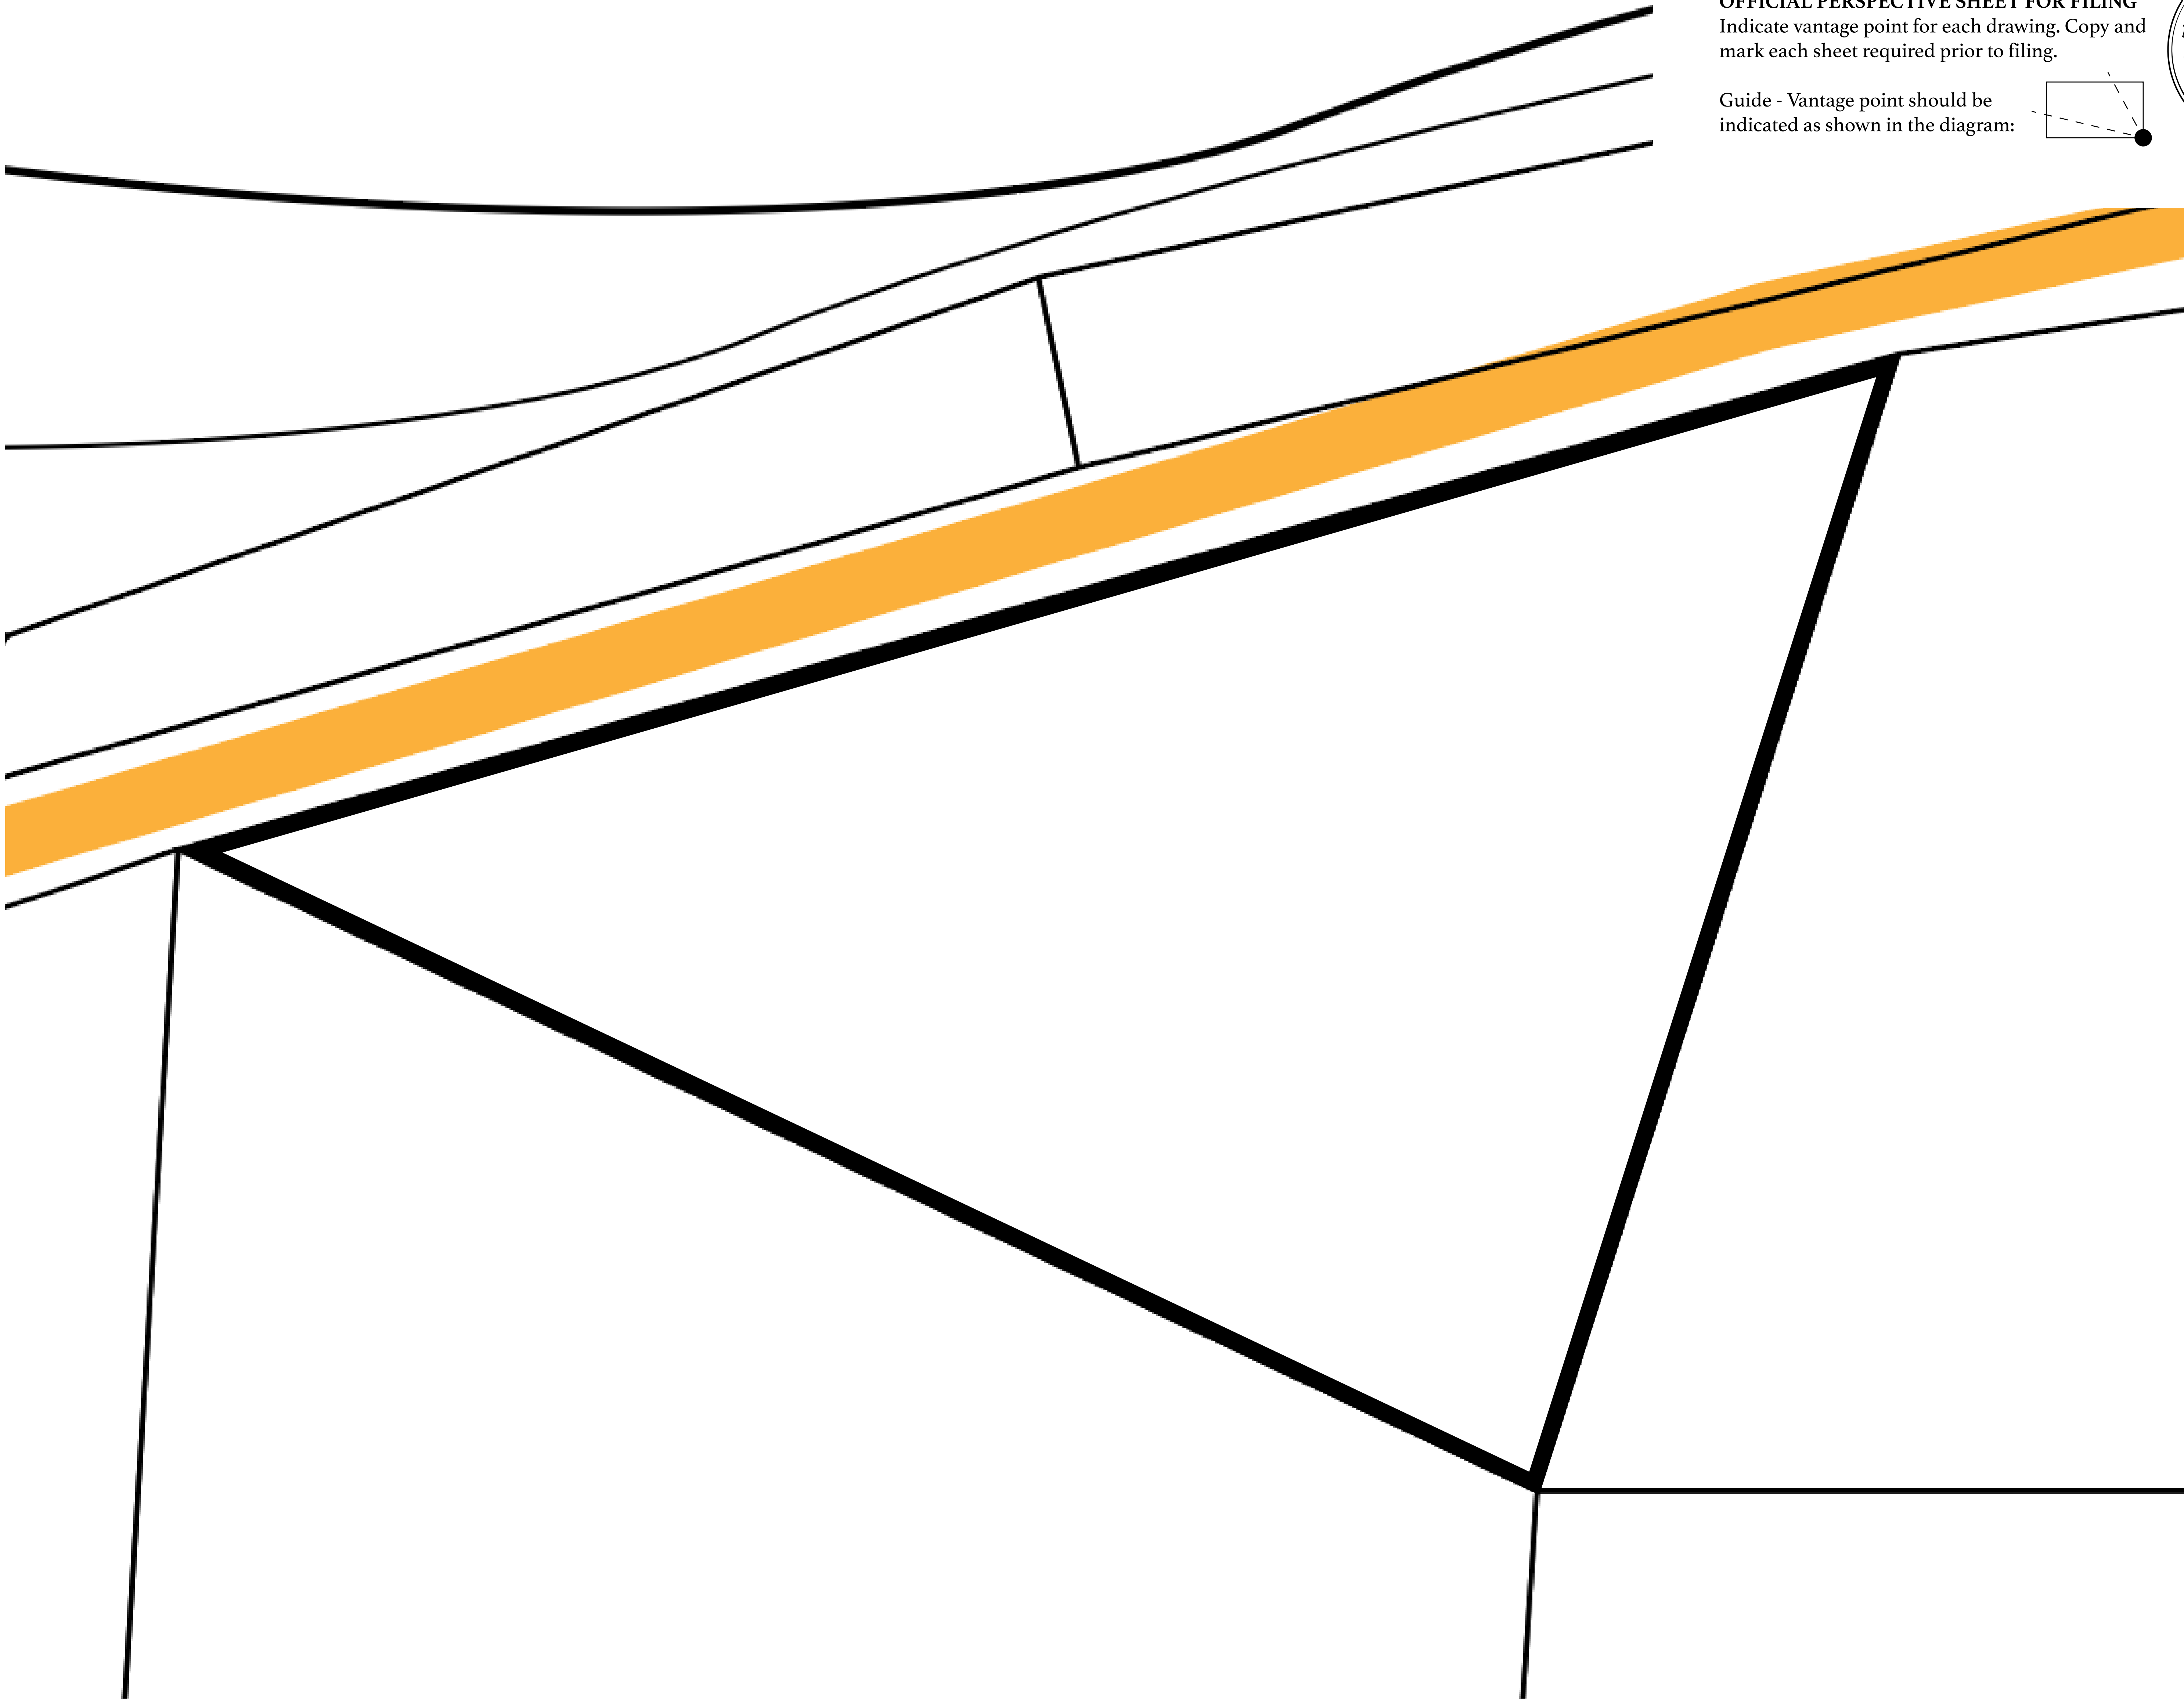 OFFICIAL PERSPECTIVE SHEET FOR FILING
Indicate vantage point for each drawing. Copy and
mark each sheet required prior to filing.
Guide - Vantage point should be
indicated as shown in the diagram: